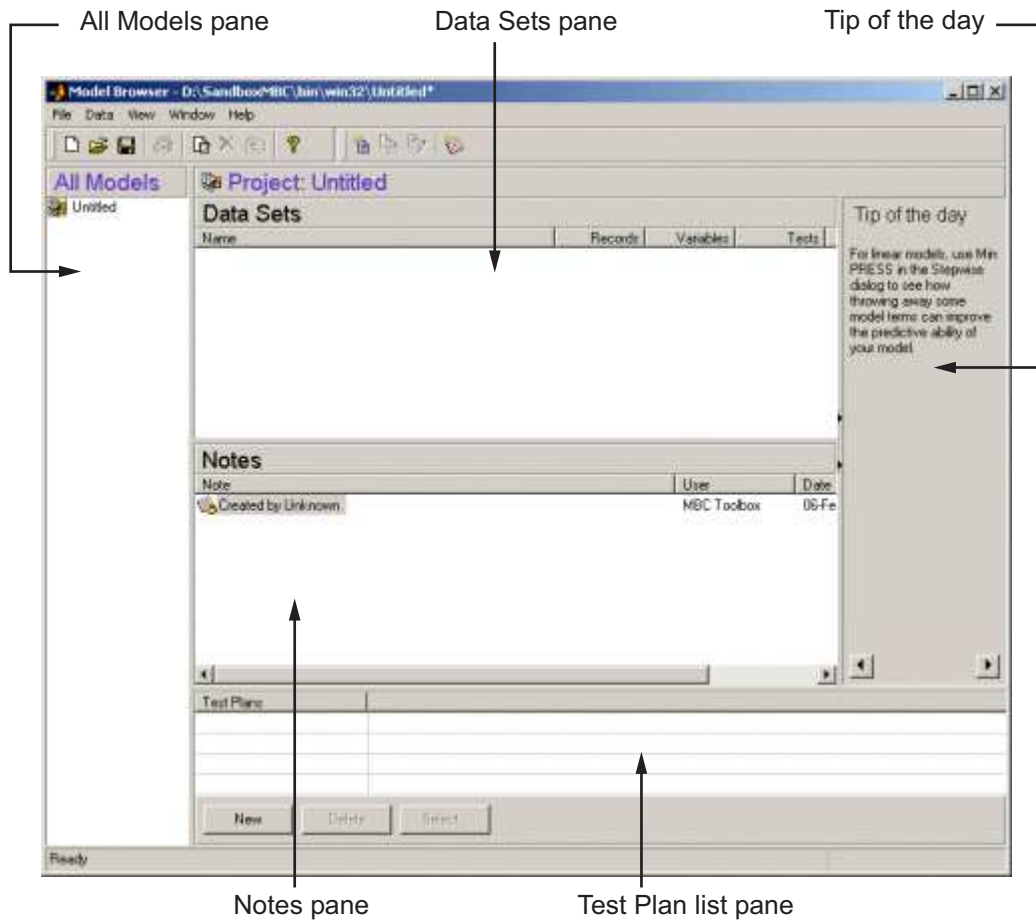 All Models pane
Data Sets pane
Tip of the day
Model Browser - D:\SandboxMBC\bin\win32\Untitled*
File Data View Window Help
All Models
Project: Untitled
Untitled
Data Sets
Name Records Variables Tests
Tip of the day
For linear models, use Min
PRESS in the Stepwise
dialog to see how
throwing away some
model terms can improve
the predictive ability of
your model.
Notes
Note User Date
Created by Unknown MBC Toolbox 06-Fe
Test Plans
New Delete Select
Ready
Notes pane
Test Plan list pane